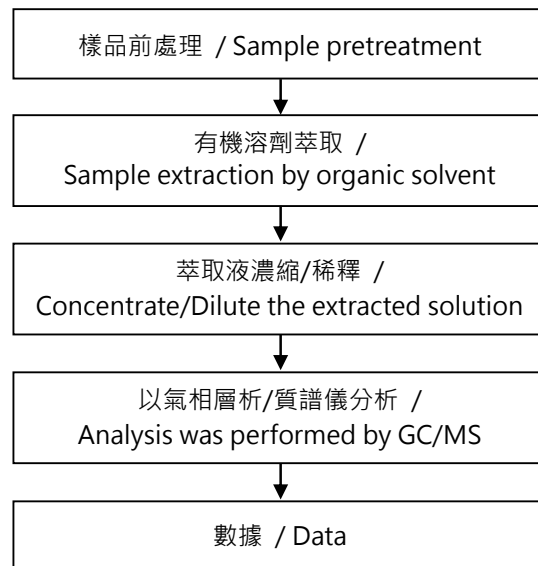 樣品前處理 / Sample pretreatment
有機溶劑萃取 /
Sample extraction by organic solvent
萃取液濃縮/稀釋 /
Concentrate/Dilute the extracted solution
以氣相層析/質譜儀分析 /
Analysis was performed by GC/MS
數據 / Data